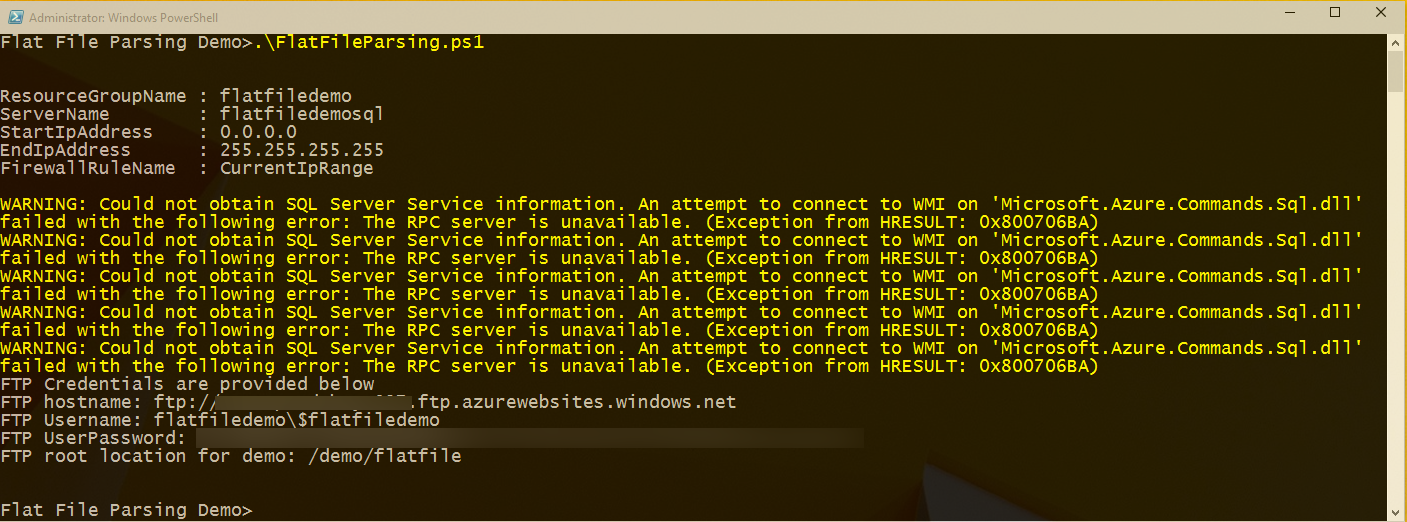 Administrator: Windows PowerShell
Flat File Parsing Demo>.\FlatFileParsing.ps1
ResourceGroupName : flatfiledemo
ServerName : flatfiledemosql
StartIpAddress : 0.0.0.0
EndIpAddress : 255.255.255.255
FirewallRuleName : CurrentIpRange
WARNING: Could not obtain SQL Server Service information. An attempt to connect to WMI on 'Microsoft.Azure.Commands.Sql.dll'
failed with the following error: The RPC server is unavailable. (Exception from HRESULT: 0x800706BA)
WARNING: Could not obtain SQL Server Service information. An attempt to connect to WMI on 'Microsoft.Azure.Commands.Sql.dll'
failed with the following error: The RPC server is unavailable. (Exception from HRESULT: 0x800706BA)
WARNING: Could not obtain SQL Server Service information. An attempt to connect to WMI on 'Microsoft.Azure.Commands.Sql.dll'
failed with the following error: The RPC server is unavailable. (Exception from HRESULT: 0x800706BA)
WARNING: Could not obtain SQL Server Service information. An attempt to connect to WMI on 'Microsoft.Azure.Commands.Sql.dll'
failed with the following error: The RPC server is unavailable. (Exception from HRESULT: 0x800706BA)
WARNING: Could not obtain SQL Server Service information. An attempt to connect to WMI on 'Microsoft.Azure.Commands.Sql.dll'
failed with the following error: The RPC server is unavailable. (Exception from HRESULT: 0x800706BA)
FTP Credentials are provided below
FTP hostname: ftp://.ftp.azurewebsites.windows.net
FTP Username: flatfiledemo\$flatfiledemo
FTP UserPassword:
FTP root location for demo: /demo/flatfile
Flat File Parsing Demo>